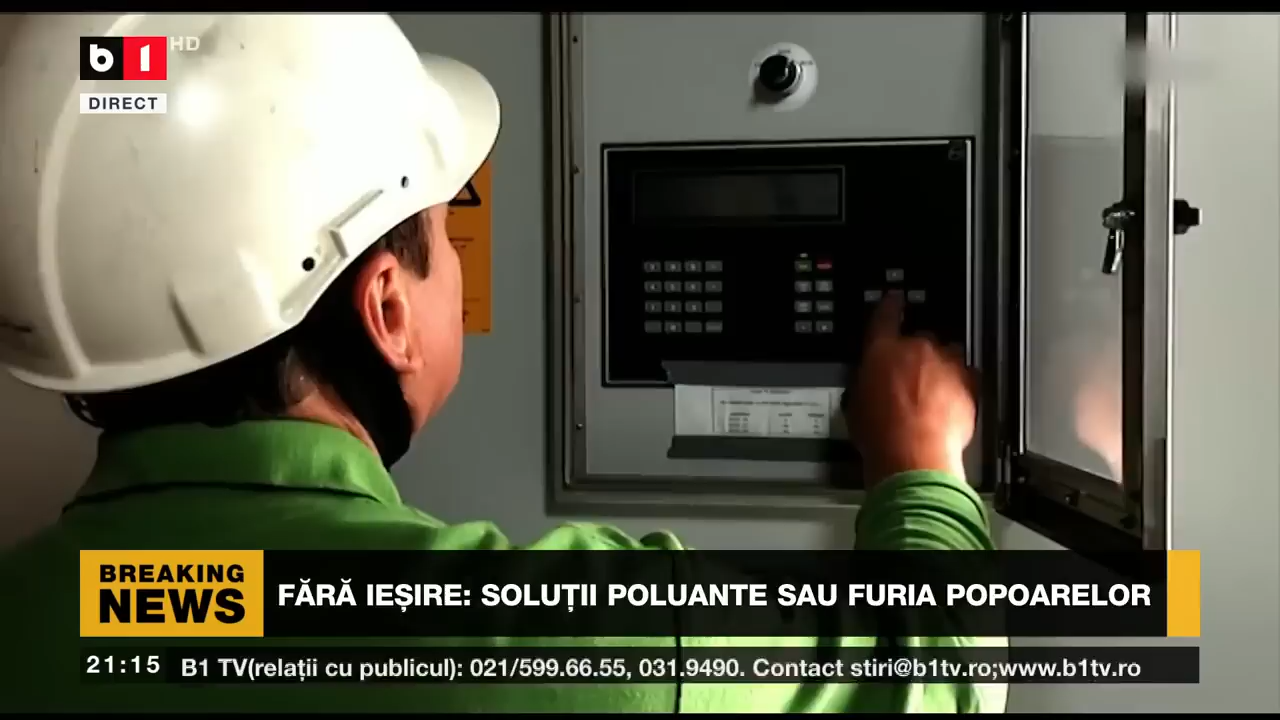 b1 HD
DIRECT
BREAKING
NEWS
FĂRĂ IEȘIRE: SOLUȚII POLUANTE SAU FURIA POPOARELOR
21:15 B1 TV(relații cu publicul): 021/599.66.55, 031.9490. Contact stiri@b1tv.ro;www.b1tv.ro